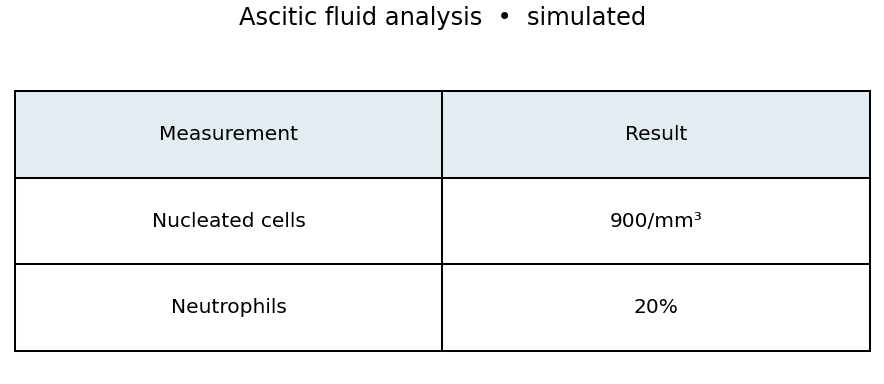 Ascitic fluid analysis • simulated
Measurement Result
Nucleated cells 900/mm³
Neutrophils 20%